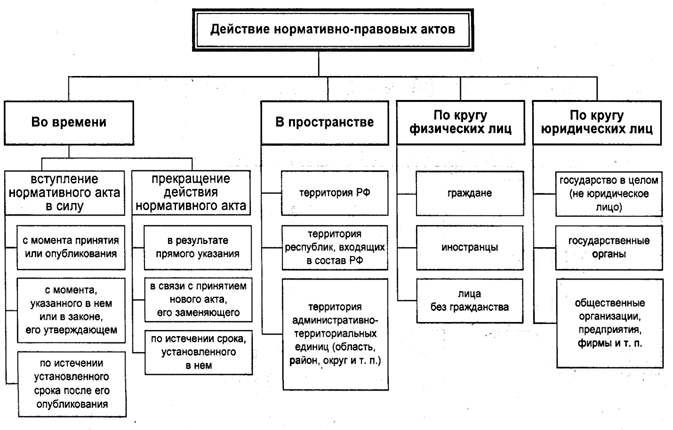 Действие нормативно-правовых актов
Во времени
вступление
нормативного акта
в силу
с момента принятия
или опубликования
с момента,
указанного в нем
или в законе,
его утверждающем
по истечении
установленного
срока после его
опубликования
прекращение
действия
нормативного акта
в результате
прямого указания
в связи с принятием
нового акта,
его заменяющего
по истечении срока,
установленного
в нем
В пространстве
территория РФ
территория
республик, входящих
в состав РФ
территория
административно-
территориальных
единиц (область,
район, округ и т. п.)
По кругу
физических лиц
граждане
иностранцы
лица
без гражданства
По кругу
юридических лиц
государство в целом
(не юридическое
лицо)
государственные
органы
общественные
организации,
предприятия,
фирмы и т. п.